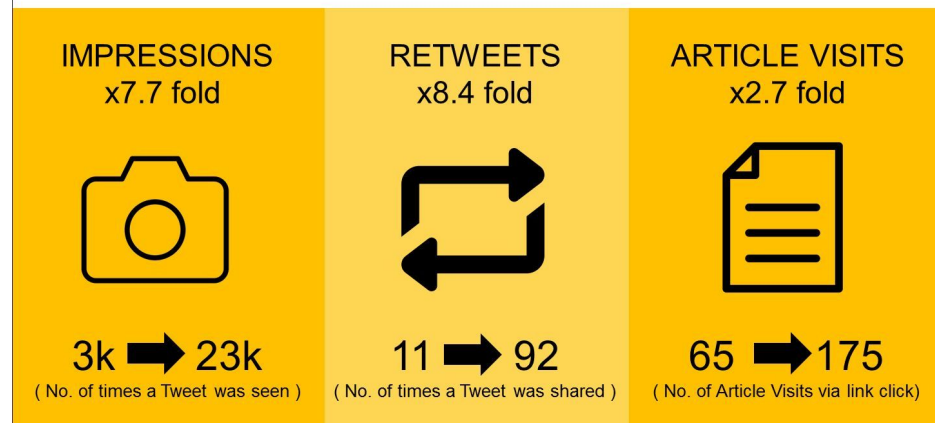 IMPRESSIONS
x7.7 fold
3k 23k
( No. of times a Tweet was seen )
RETWEETS
x8.4 fold
11 92
( No. of times a Tweet was shared )
ARTICLE VISITS
x2.7 fold
65 175
( No. of Article Visits via link click)